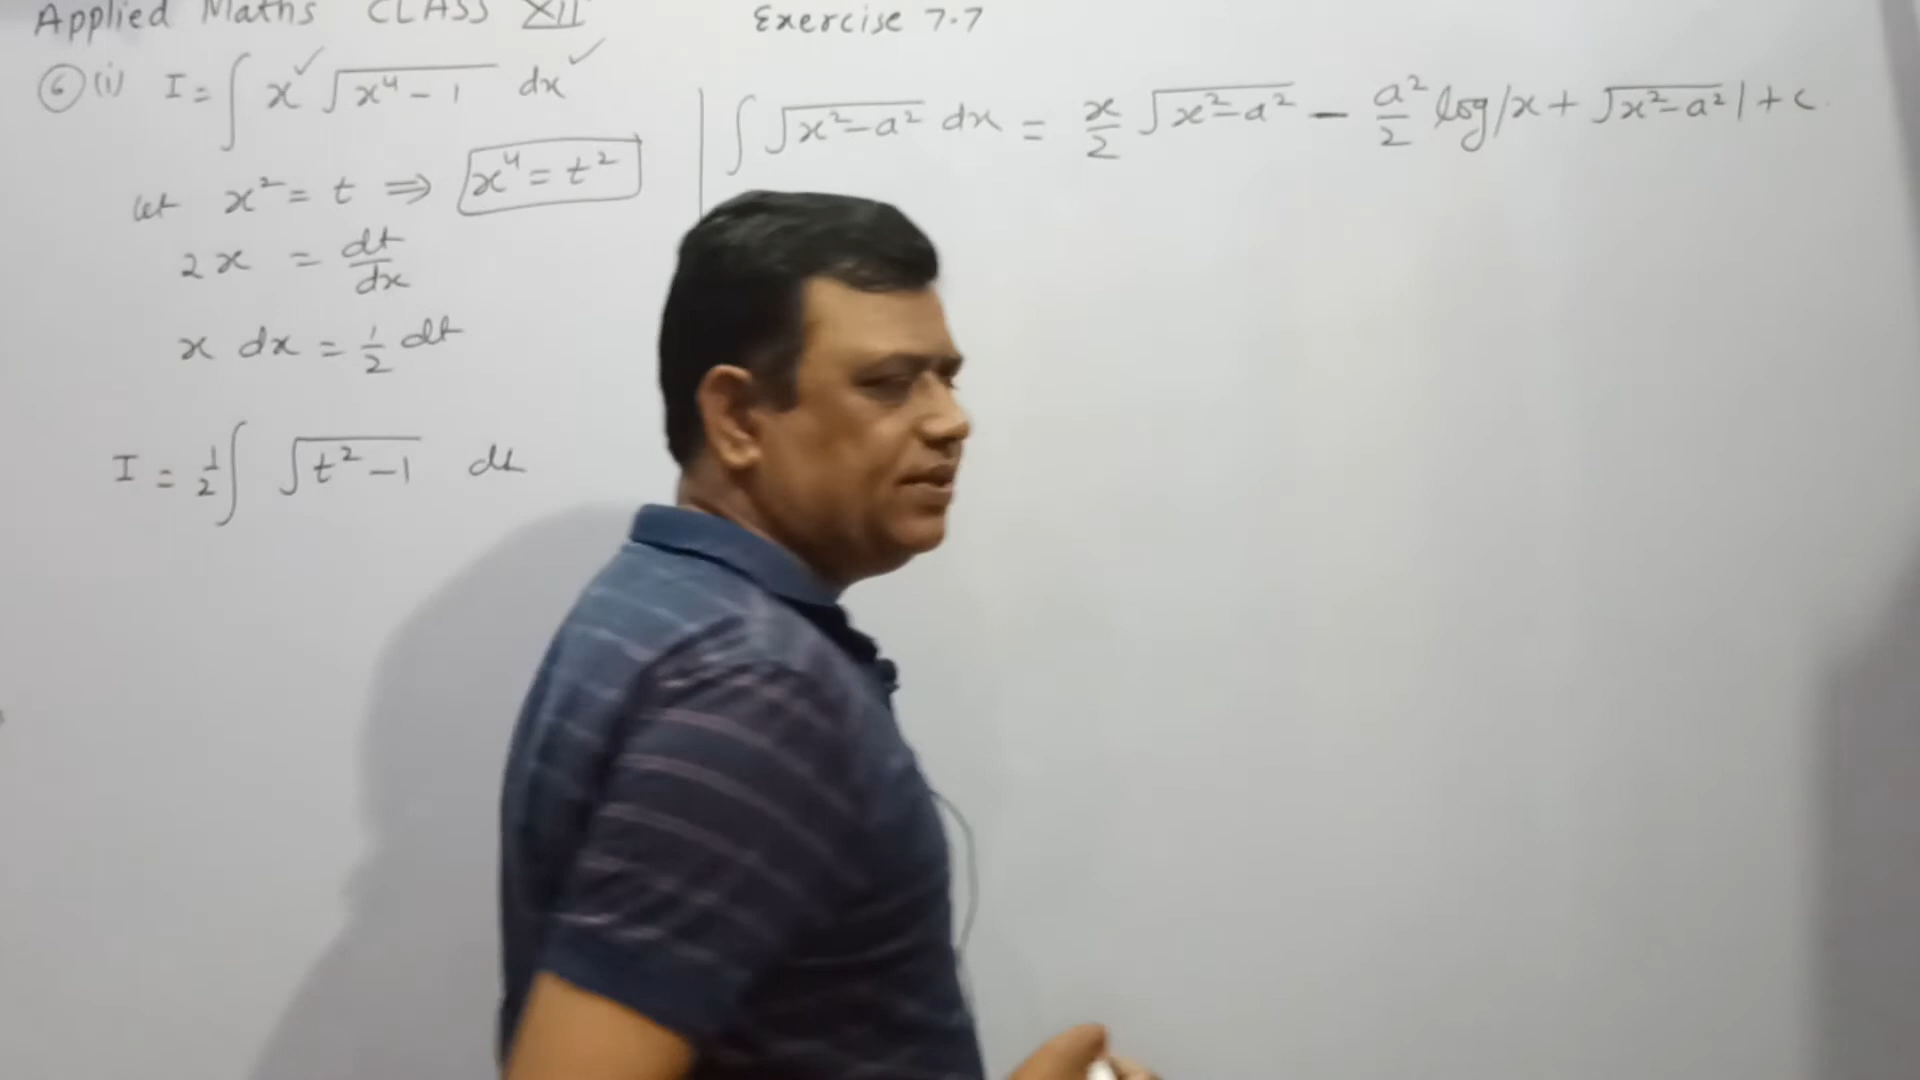 Applied Maths CLASS XII Exercise 7.7
⑥ (i) I = ∫ x √(x⁴ - 1) dx
let x² = t ⇒ x⁴ = t²
2x = dt/dx
x dx = 1/2 dt
I = 1/2 ∫ √(t² - 1) dt
∫ √(x² - a²) dx = x/2 √(x² - a²) - a²/2 log |x + √(x² - a²)| + c